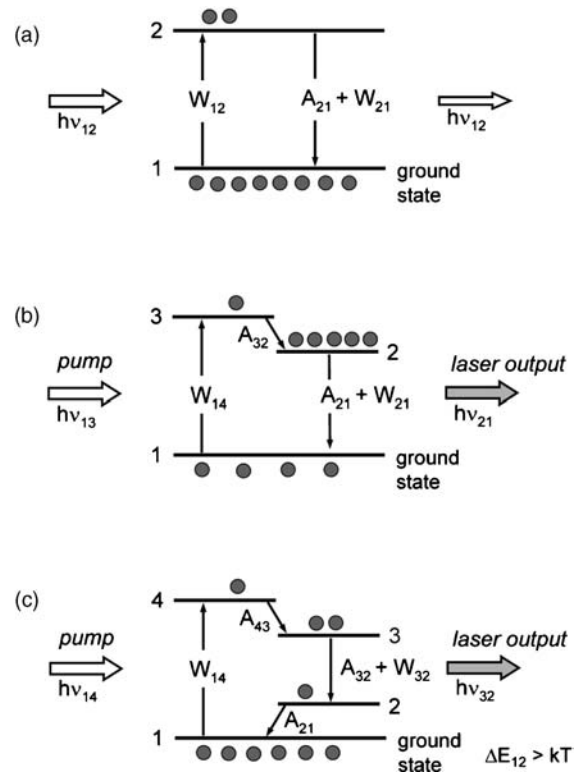 (a)
2
W₁₂
A₂₁ + W₂₁
hν₁₂
hν₁₂
1
ground
state
(b)
3
A₃₂
2
pump
laser output
hν₁₃
W₁₄
A₂₁ + W₂₁
hν₂₁
1
ground
state
(c)
4
A₄₃
3
pump
laser output
hν₁₄
W₁₄
A₃₂ + W₃₂
hν₃₂
2
A₂₁
1
ground
state
ΔE₁₂ > kT